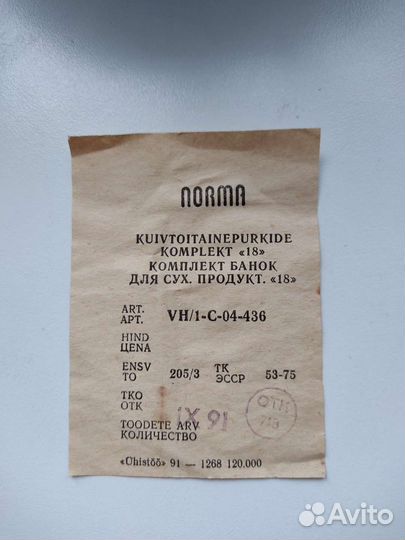 NORMA
KUIVTOITAINEPURKIDE
KOMPLEKT «18»
КОМПЛЕКТ БАНОК
ДЛЯ СУХ. ПРОДУКТ. «18»
ART.
АРТ. VH/1-C-04-436
HIND
ЦЕНА
ENSV TK
TO 205/3 ЭССР 53-75
TKO
ОТК IX 91 ОТК
TOODETE ARV
КОЛИЧЕСТВО
«Ühistöö» 91 — 1268 120.000
Avito